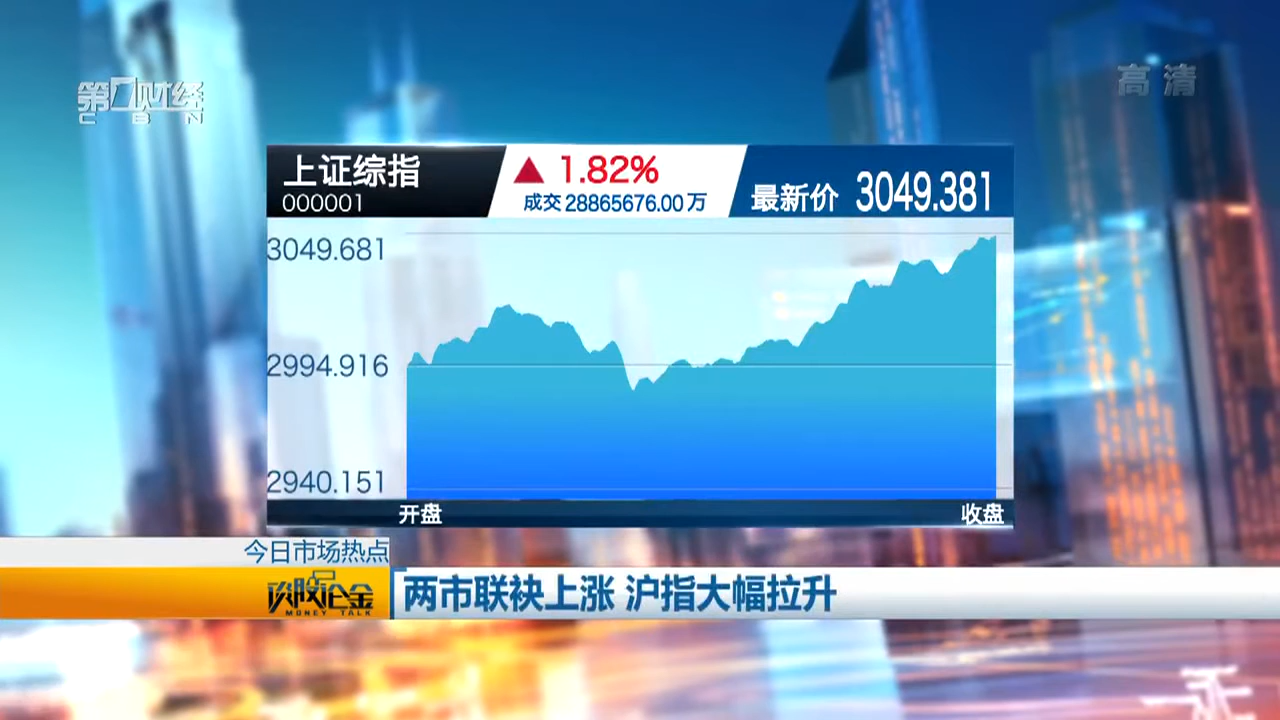 第一财经
CBN
高清
上证综指
000001
▲ 1.82%
成交 28865676.00 万
最新价 3049.381
3049.681
2994.916
2940.151
开盘
收盘
今日市场热点
谈股论金
MONEY TALK
两市联袂上涨 沪指大幅拉升